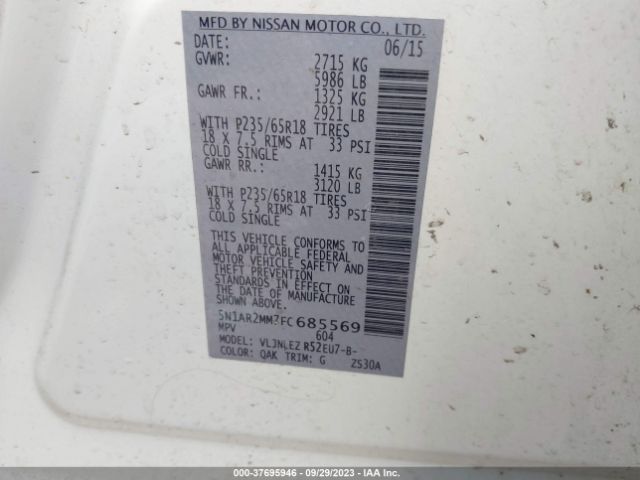 MFD BY NISSAN MOTOR CO., LTD.
DATE: 06/15
GVWR: 2715 KG
5986 LB
GAWR FR.: 1325 KG
2921 LB
WITH P235/65R18 TIRES
18 X 7.5 RIMS AT 33 PSI
COLD SINGLE
GAWR RR.: 1415 KG
3120 LB
WITH P235/65R18 TIRES
18 X 7.5 RIMS AT 33 PSI
COLD SINGLE
THIS VEHICLE CONFORMS TO
ALL APPLICABLE FEDERAL
MOTOR VEHICLE SAFETY AND
THEFT PREVENTION
STANDARDS IN EFFECT ON
THE DATE OF MANUFACTURE
SHOWN ABOVE.
5N1AR2MM7FC685569
MPV 604
MODEL: VLJNLEZ R52EU7-B-
COLOR: QAK TRIM: G ZS30A
000-37695946 - 09/29/2023 - IAA Inc.